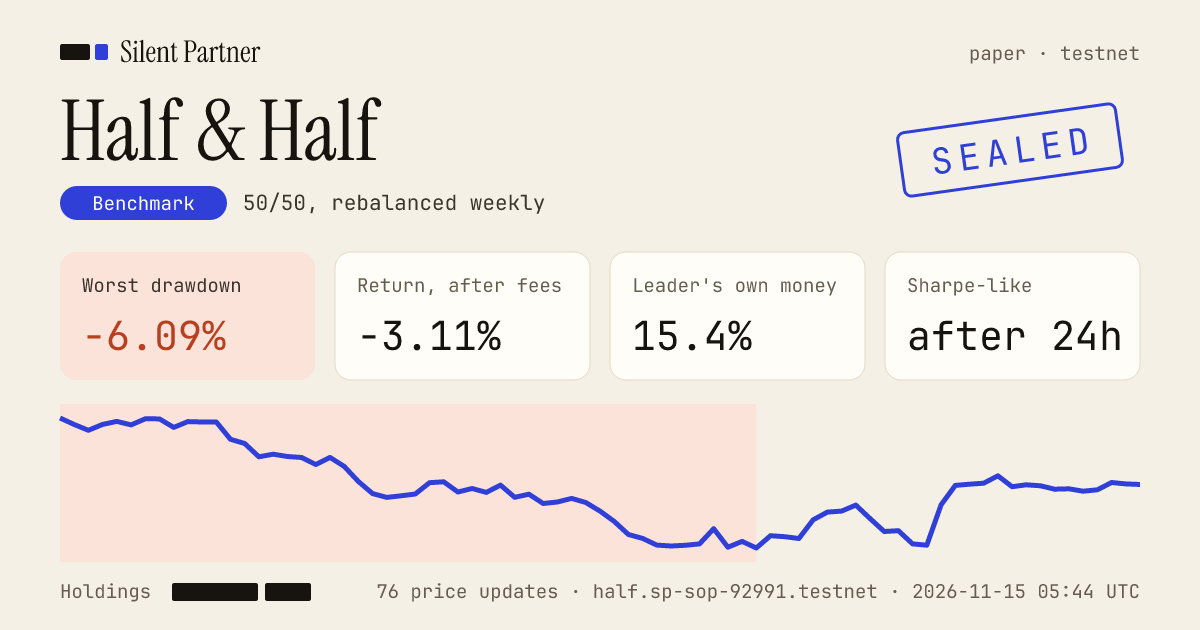 Silent Partner
paper · testnet
Half & Half
SEALED
Benchmark 50/50, rebalanced weekly
Worst drawdown
-6.09%
Return, after fees
-3.11%
Leader's own money
15.4%
Sharpe-like
after 24h
Holdings
76 price updates · half.sp-sop-92991.testnet · 2026-11-15 05:44 UTC